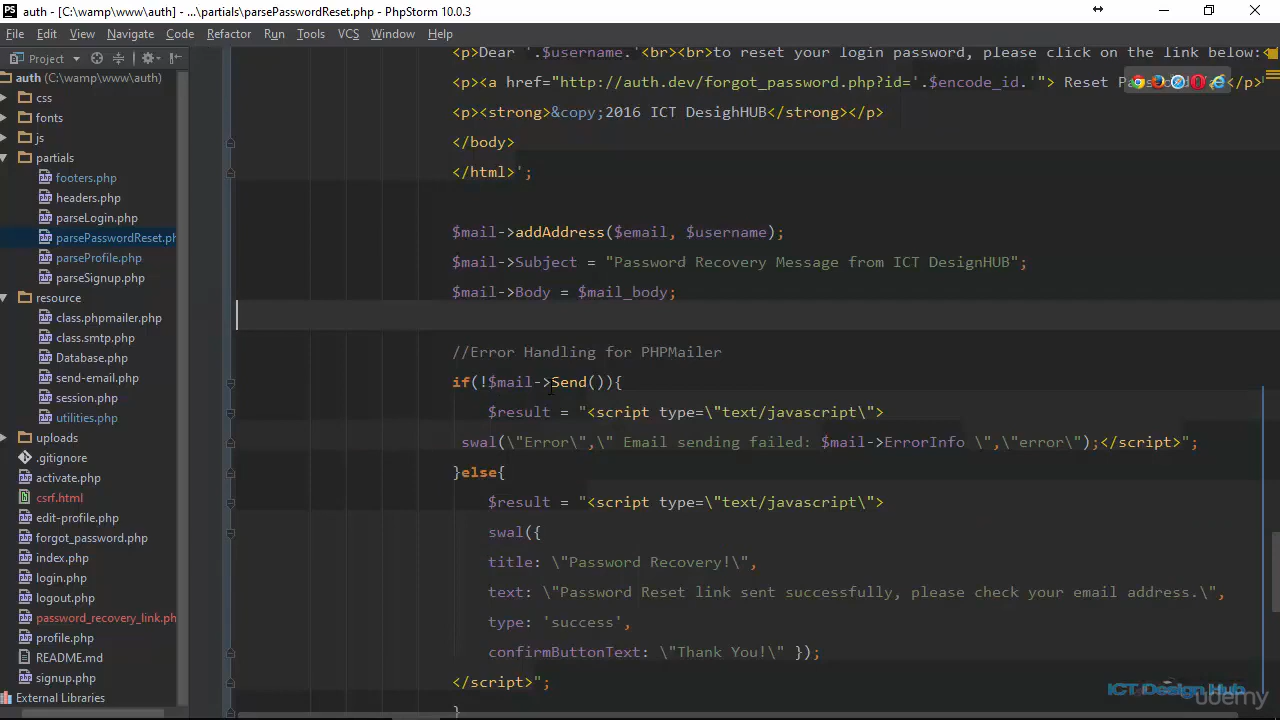 auth - [C:\wamp\www\auth] - ...\partials\parsePasswordReset.php - PhpStorm 10.0.3
File Edit View Navigate Code Refactor Run Tools VCS Window Help
Project
auth (C:\wamp\www\auth)
css
fonts
js
partials
footers.php
headers.php
parseLogin.php
parsePasswordReset.ph
parseProfile.php
parseSignup.php
resource
class.phpmailer.php
class.smtp.php
Database.php
send-email.php
session.php
utilities.php
uploads
.gitignore
activate.php
csrf.html
edit-profile.php
forgot_password.php
index.php
login.php
logout.php
password_recovery_link.ph
profile.php
README.md
signup.php
External Libraries
<p>Dear '.$username.'<br><br>to reset your login password, please click on the link below:
<p><a href="http://auth.dev/forgot_password.php?id='.$encode_id.'"> Reset </p>
<p><strong>&copy;2016 ICT DesighHUB</strong></p>
</body>
</html>';
$mail->addAddress($email, $username);
$mail->Subject = "Password Recovery Message from ICT DesignHUB";
$mail->Body = $mail_body;
//Error Handling for PHPMailer
if(!$mail->Send()){
$result = "<script type=\"text/javascript\">
swal(\"Error\",\" Email sending failed: $mail->ErrorInfo \",\"error\");</script>";
}else{
$result = "<script type=\"text/javascript\">
swal({
title: \"Password Recovery!\",
text: \"Password Reset link sent successfully, please check your email address.\",
type: 'success',
confirmButtonText: \"Thank You!\" });
</script>";
}
ICT Design Hub
udemy